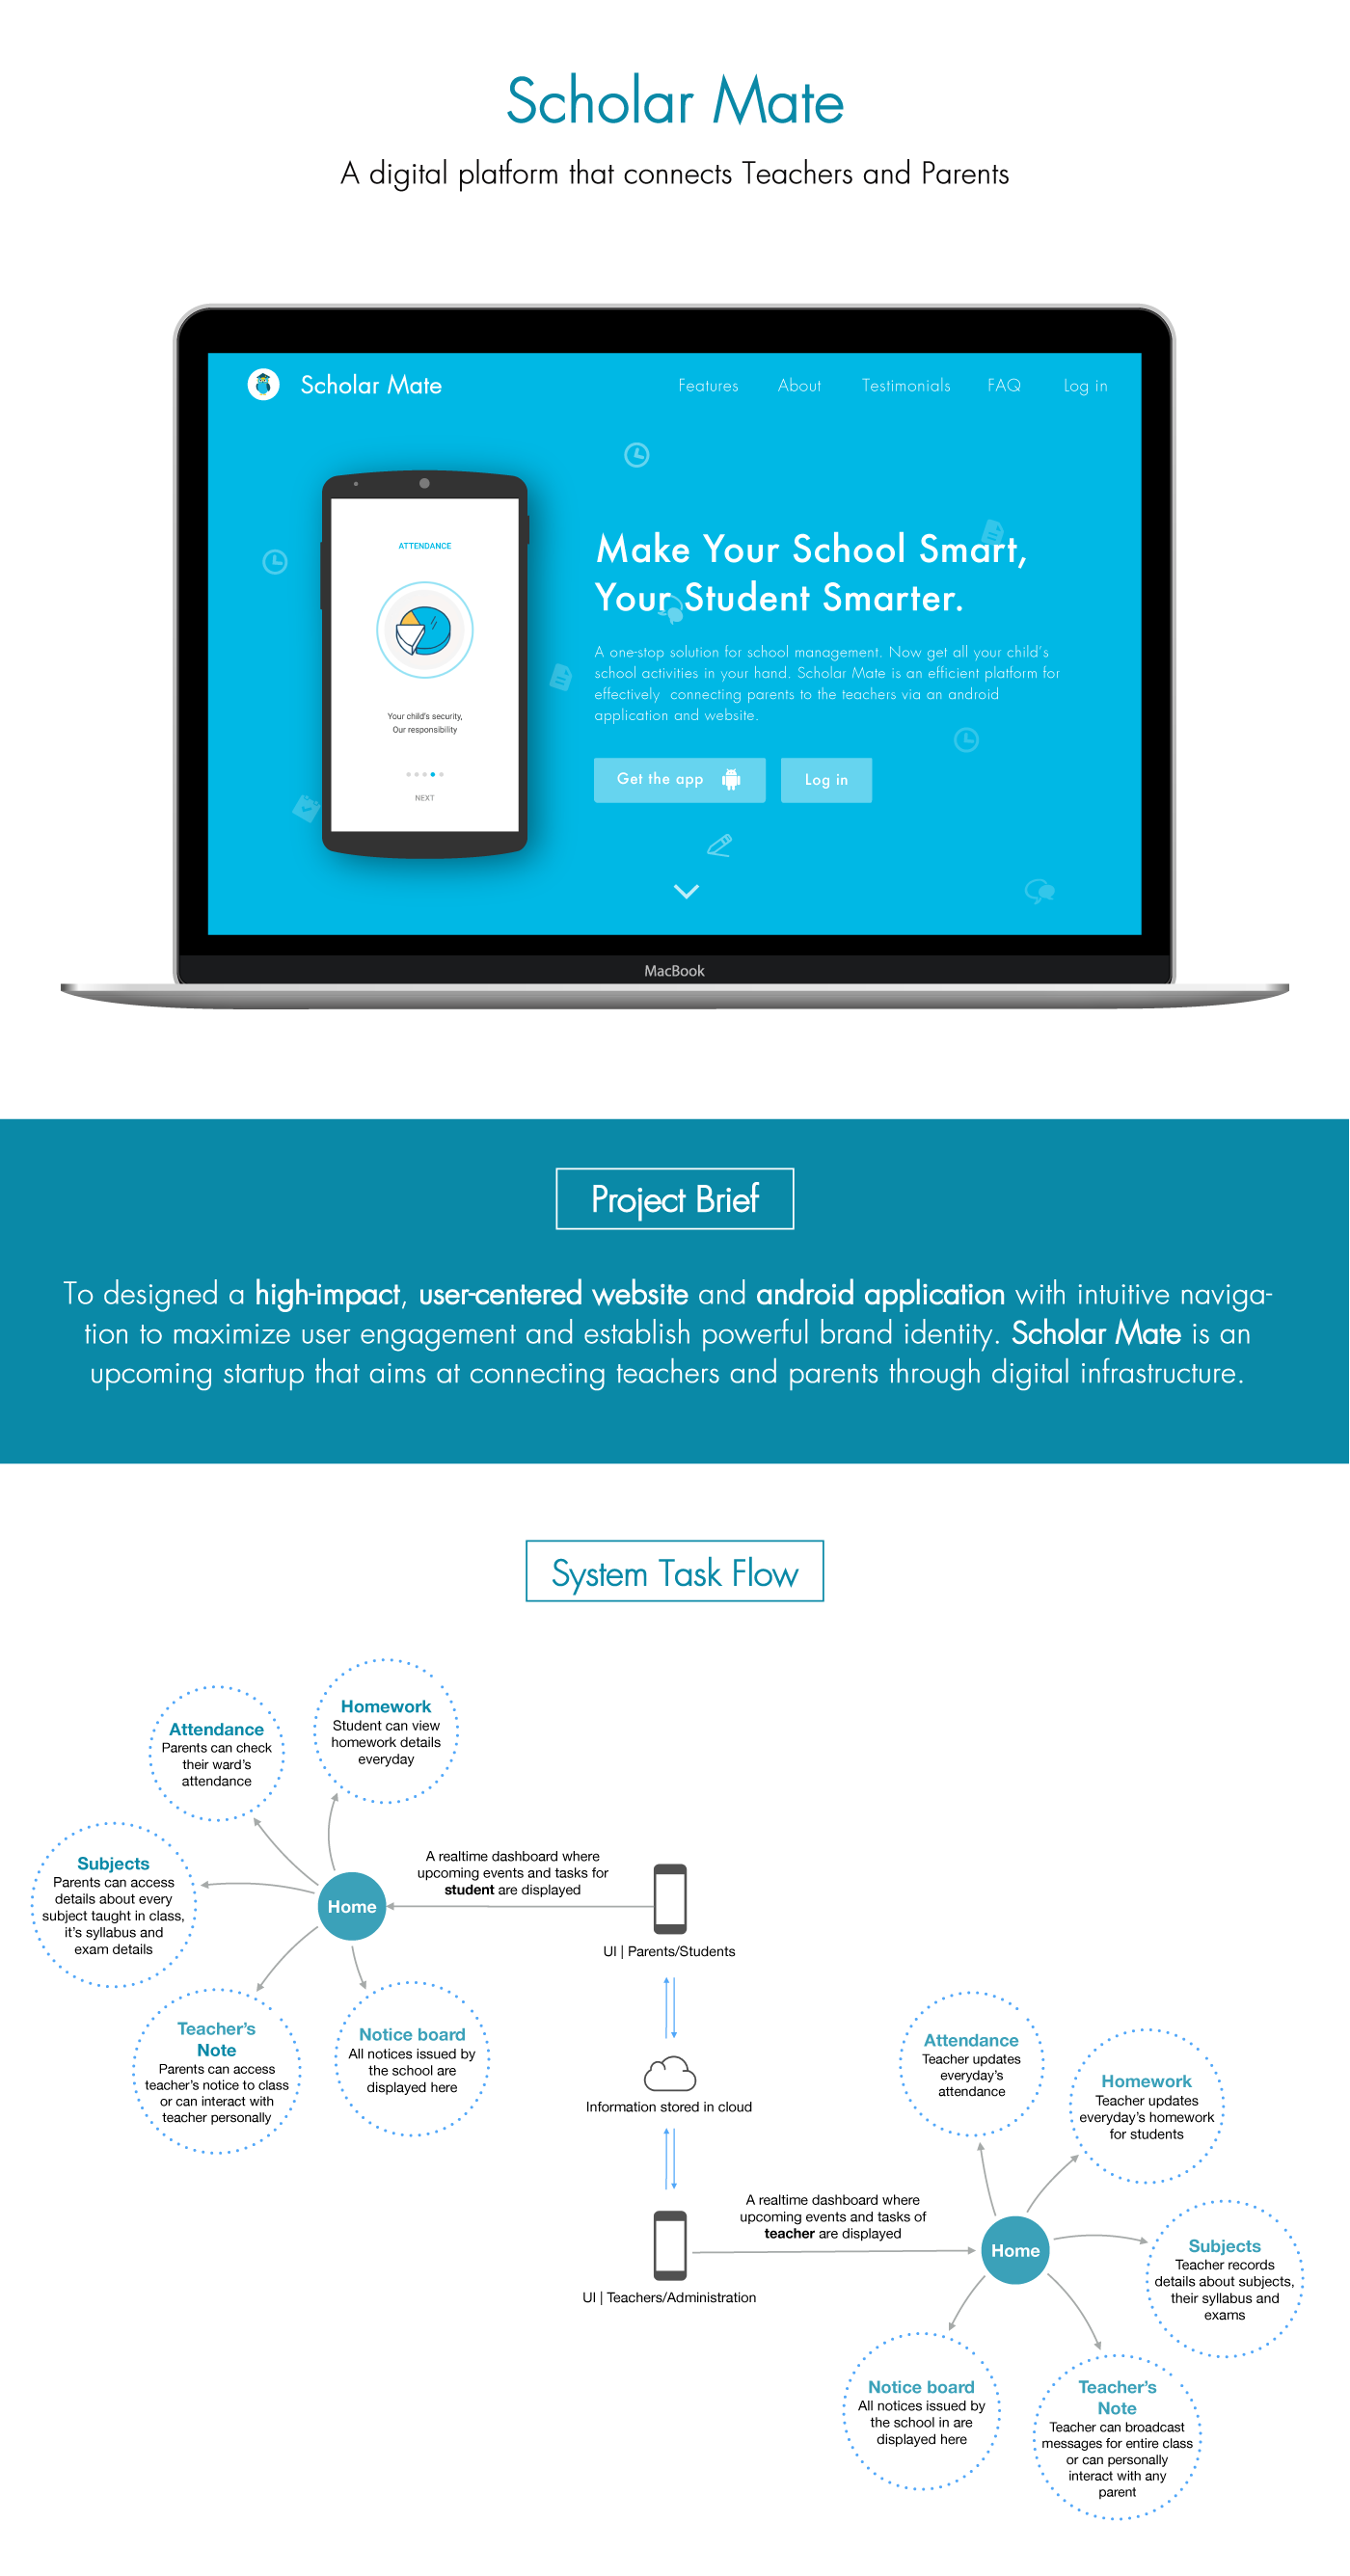 Scholar Mate
A digital platform that connects Teachers and Parents
Scholar Mate
Features About Testimonials FAQ Log in
ATTENDANCE
Your child's security,
Our responsibility
NEXT
Make Your School Smart,
Your Student Smarter.
A one-stop solution for school management. Now get all your child's
school activities in your hand. Scholar Mate is an efficient platform for
effectively connecting parents to the teachers via an android
application and website.
Get the app
Log in
MacBook
Project Brief
To designed a high-impact, user-centered website and android application with intuitive naviga-
tion to maximize user engagement and establish powerful brand identity. Scholar Mate is an
upcoming startup that aims at connecting teachers and parents through digital infrastructure.
System Task Flow
Homework
Student can view
homework details
everyday
Attendance
Parents can check
their ward's
attendance
Subjects
Parents can access
details about every
subject taught in class,
it's syllabus and
exam details
Home
A realtime dashboard where
upcoming events and tasks for
student are displayed
UI | Parents/Students
Teacher's
Note
Parents can access
teacher's notice to class
or can interact with
teacher personally
Notice board
All notices issued by
the school are
displayed here
Information stored in cloud
Attendance
Teacher updates
everyday's
attendance
Homework
Teacher updates
everyday's homework
for students
A realtime dashboard where
upcoming events and tasks of
teacher are displayed
UI | Teachers/Administration
Home
Subjects
Teacher records
details about subjects,
their syllabus and
exams
Notice board
All notices issued by
the school in are
displayed here
Teacher's
Note
Teacher can broadcast
messages for entire class
or can personally
interact with any
parent